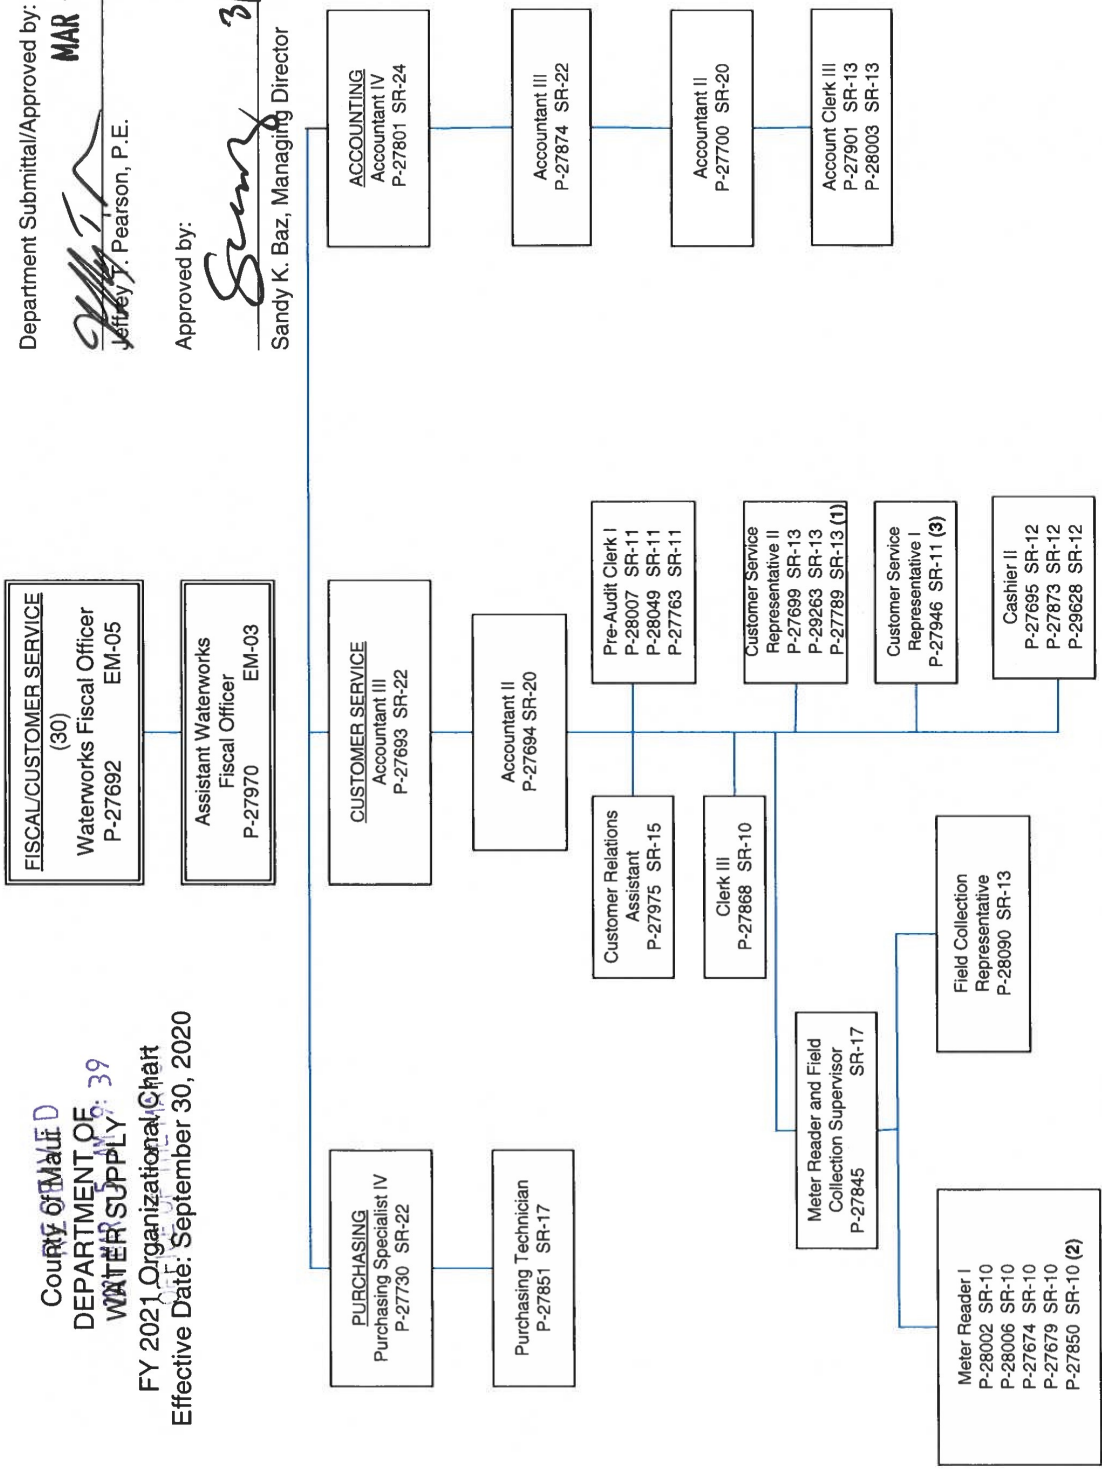 County of Maui
DEPARTMENT OF
WATER SUPPLY
FY 2021 Organizational Chart
Effective Date: September 30, 2020
RECEIVED
9:39
FISCAL/CUSTOMER SERVICE
(30)
Waterworks Fiscal Officer
P-27692 EM-05
Assistant Waterworks
Fiscal Officer
P-27970 EM-03
Department Submittal/Approved by:
MAR
Jeffrey T. Pearson, P.E.
Approved by:
Sandy K. Baz, Managing Director
PURCHASING
Purchasing Specialist IV
P-27730 SR-22
Purchasing Technician
P-27851 SR-17
CUSTOMER SERVICE
Accountant III
P-27693 SR-22
Accountant II
P-27694 SR-20
ACCOUNTING
Accountant IV
P-27801 SR-24
Accountant III
P-27874 SR-22
Accountant II
P-27700 SR-20
Account Clerk III
P-27901 SR-13
P-28003 SR-13
Customer Relations
Assistant
P-27975 SR-15
Clerk III
P-27868 SR-10
Pre-Audit Clerk I
P-28007 SR-11
P-28049 SR-11
P-27763 SR-11
Customer Service
Representative II
P-27699 SR-13
P-29263 SR-13
P-27789 SR-13 (1)
Customer Service
Representative I
P-27946 SR-11 (3)
Cashier II
P-27695 SR-12
P-27873 SR-12
P-29628 SR-12
Meter Reader and Field
Collection Supervisor
P-27845 SR-17
Meter Reader I
P-28002 SR-10
P-28006 SR-10
P-27674 SR-10
P-27679 SR-10
P-27850 SR-10 (2)
Field Collection
Representative
P-28090 SR-13